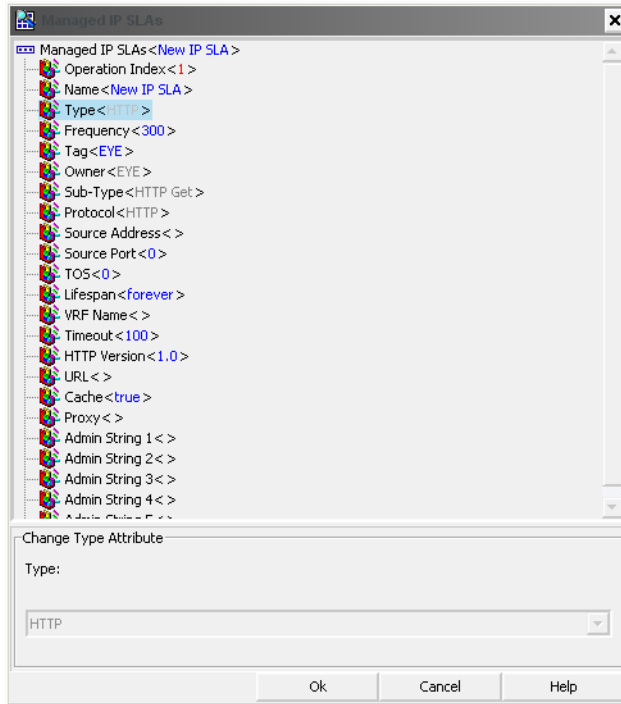 Managed IP SLAs
Managed IP SLAs<New IP SLA>
Operation Index<1>
Name<New IP SLA>
Type<HTTP>
Frequency<300>
Tag<EYE>
Owner<EYE>
Sub-Type<HTTP Get>
Protocol<HTTP>
Source Address< >
Source Port<0>
TOS<0>
Lifespan<forever>
VRF Name< >
Timeout<100>
HTTP Version<1.0>
URL< >
Cache<true>
Proxy< >
Admin String 1< >
Admin String 2< >
Admin String 3< >
Admin String 4< >
Admin String 5< >
Change Type Attribute
Type:
HTTP
Ok Cancel Help